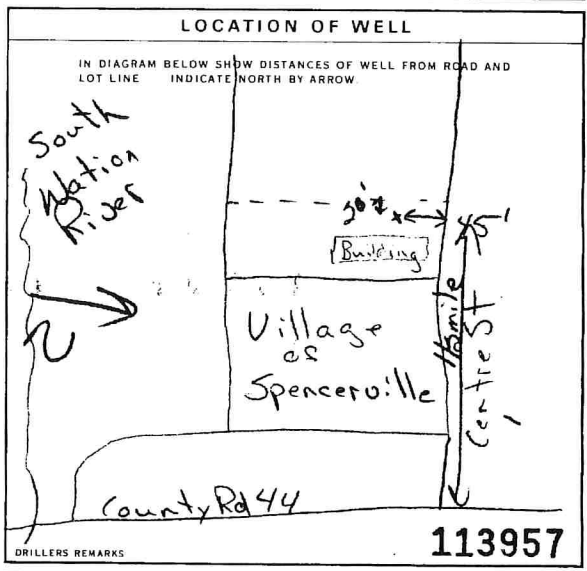 LOCATION OF WELL
IN DIAGRAM BELOW SHOW DISTANCES OF WELL FROM ROAD AND
LOT LINE INDICATE NORTH BY ARROW.
South
Nation
River
x
45'
Building
N
Village
of
Spencerville
mile
Centre St
County Rd 44
DRILLERS REMARKS
113957